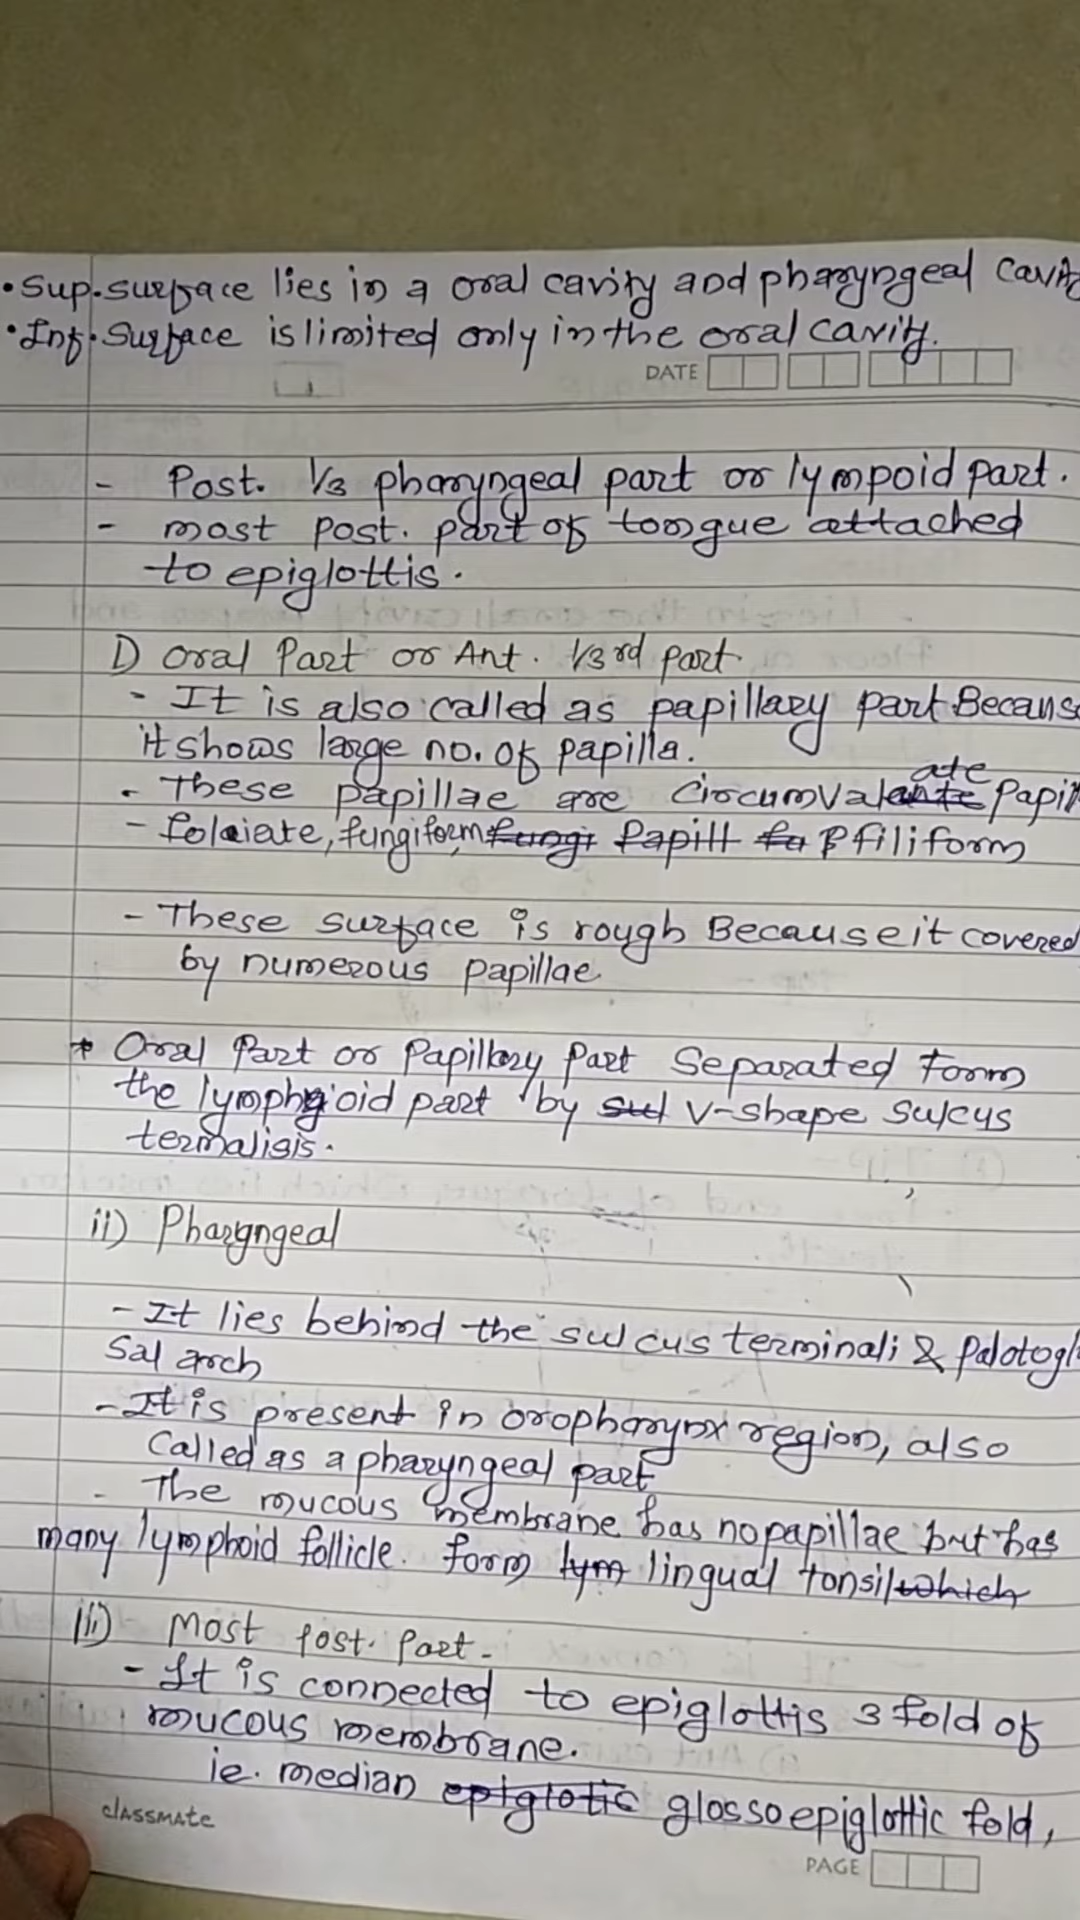 •Sup.surface lies in a oral cavity and pharyngeal cavity
•Inf.Surface is limited only in the oral cavity.
DATE
- Post. 1/3 pharyngeal part or lympoid part.
- most post. part of tongue attached
to epiglottis.
I) Oral Part or Ant. 1/3rd part.
- It is also called as papillary part Becaus
it shows large no. of papilla.
- These papillae are circumvalate Papil
- folaiate, fungiform, fungi Papill fu & filiform
- These surface is rough Because it covered
by numerous papillae.
* Oral Part or Papillary Part Separated form
the lymphoid part by sul V-shape sulcus
termalisis.
ii) Pharyngeal
- It lies behind the sulcus terminali & Palatogl
Sal arch
- It is present in oropharynx region, also
Called as a pharyngeal part
- The mucous membrane has no papillae but has
many lymphoid follicle. form lym lingual tonsil which
iii) Most Post. Part -
- It is connected to epiglottis 3 fold of
mucous membrane.
ie. median epiglotic glossoepiglottic fold,
CLASSMATE
PAGE